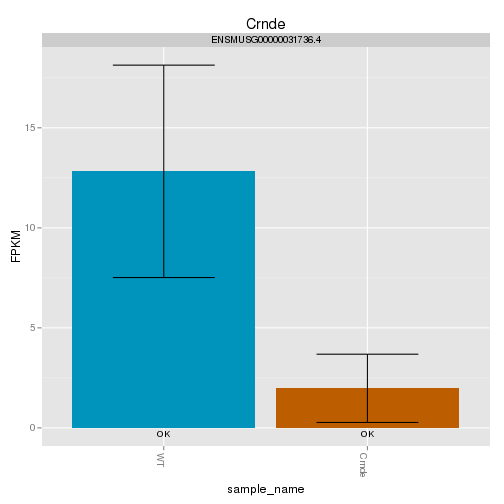 Crnde
ENSMUSG00000031736.4
FPKM
15
10
5
0
OK OK
WT Crnde
sample_name